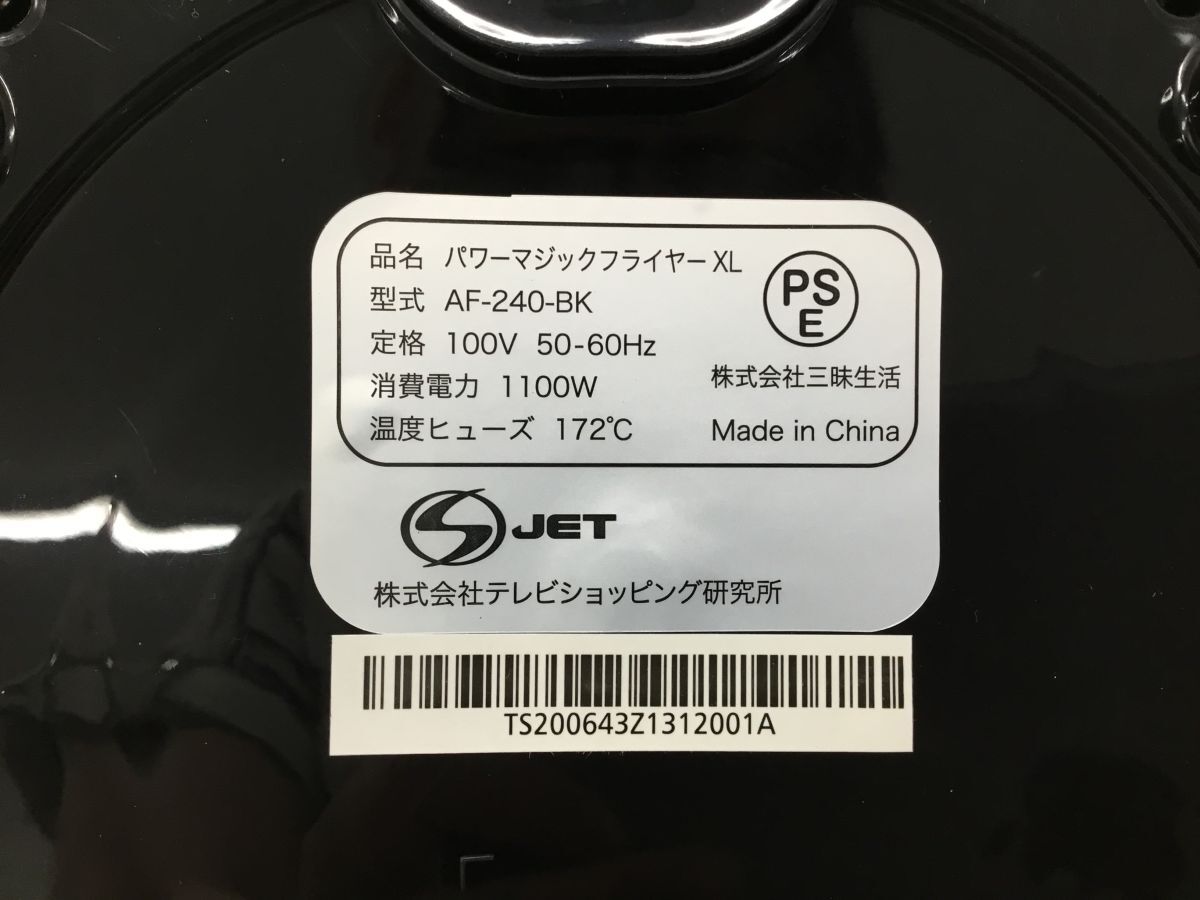 品名 パワーマジックフライヤー XL
型式 AF-240-BK
定格 100V 50-60Hz
消費電力 1100W
温度ヒューズ 172℃
PS
E
株式会社三昧生活
Made in China
S JET
株式会社テレビショッピング研究所
TS200643Z1312001A